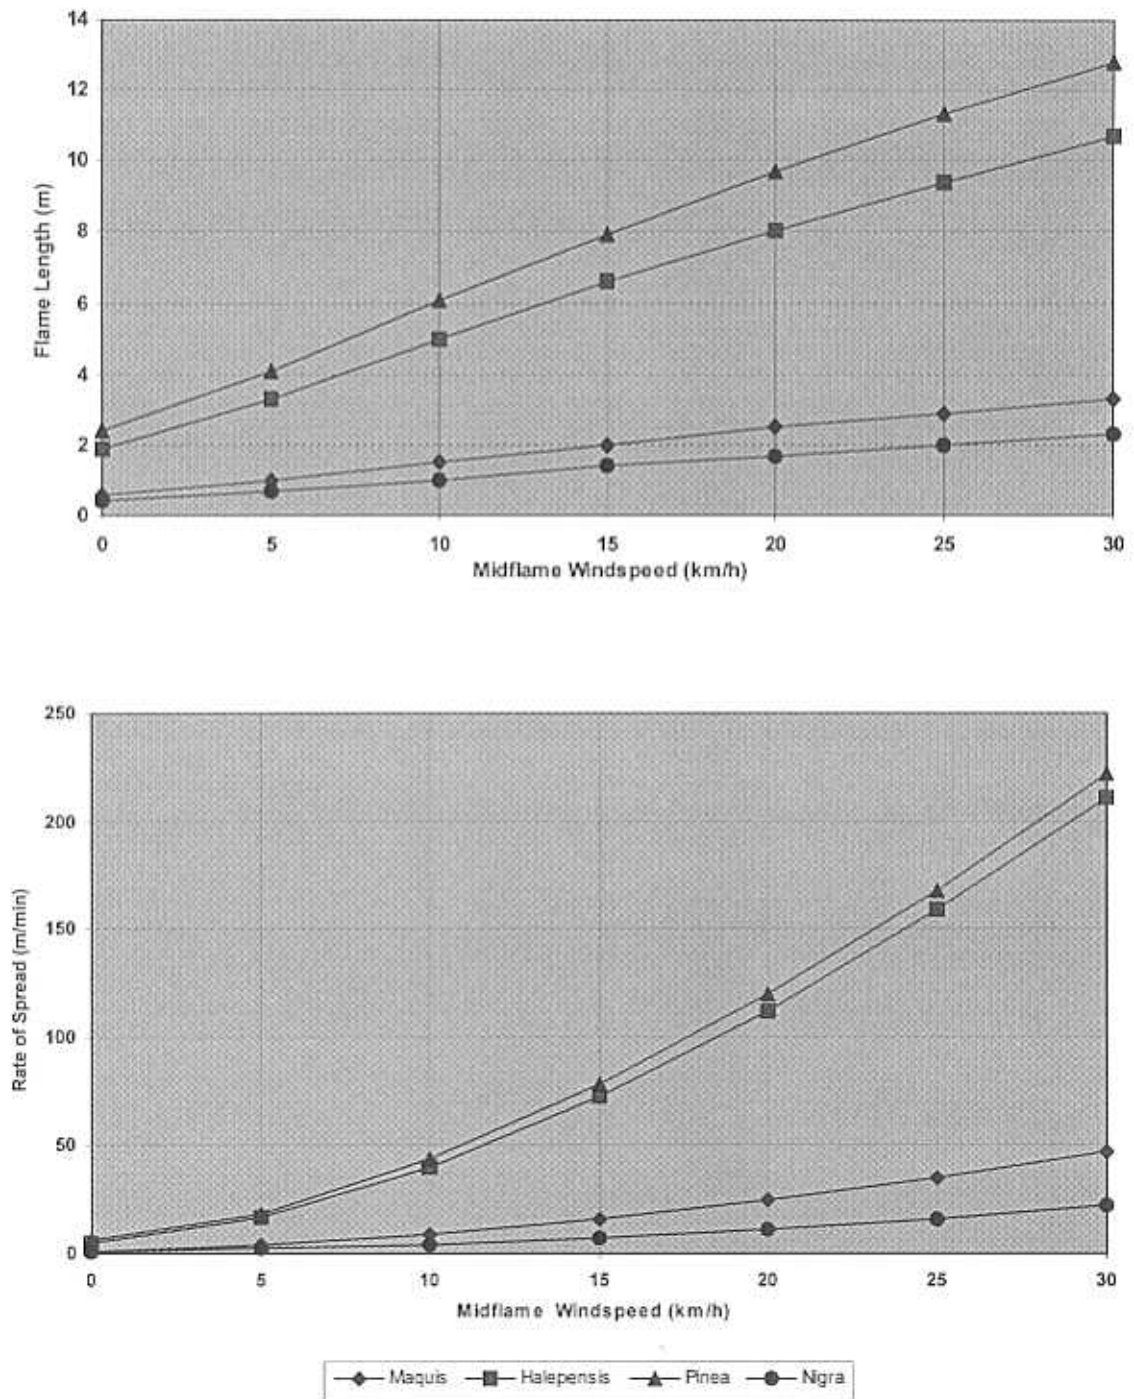 14
12
10
8
6
4
2
0
Flame Length (m)
0 5 10 15 20 25 30
Midflame Windspeed (km/h)
250
200
150
100
50
0
Rate of Spread (m/min)
0 5 10 15 20 25 30
Midflame Windspeed (km/h)
Maquis Halepensis Pinea Nigra